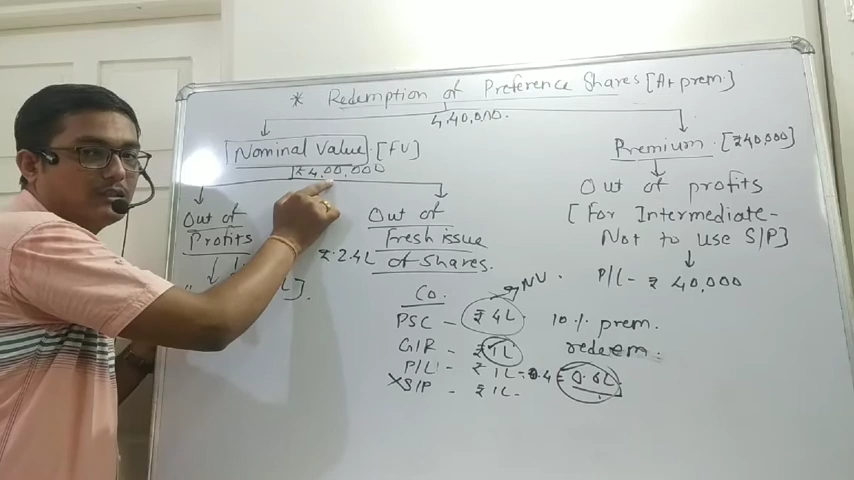 * Redemption of Preference Shares [At prem.]
4,40,000.
Nominal Value. [FV]
₹4,00,000
Premium. [₹40,000]
Out of Profits
Out of Fresh issue of Shares.
₹2.4L
L].
Out of profits
[For Intermediate-
Not to use S/P]
P/L - ₹ 40,000
Co.
NV.
PSC - ₹4L 10% prem.
G/R - ₹1L redeem.
P/L - ₹1L - 0.4 = 0.6L
XS/P - ₹1L.